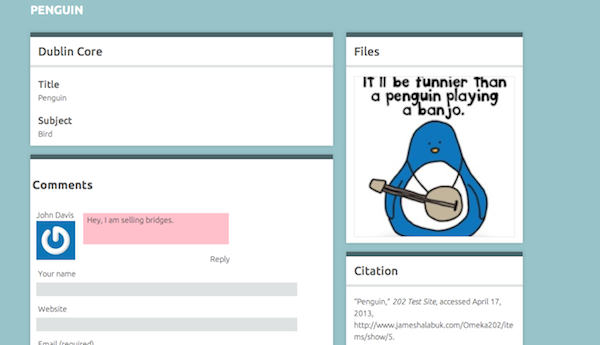 PENGUIN
Dublin Core
Title
Penguin
Subject
Bird
Comments
John Davis
Hey, I am selling bridges.
Reply
Your name
Website
Email (required)
Files
IT ll be funnier Than
a penguin playing
a banjo.
Citation
"Penguin," 202 Test Site, accessed April 17,
2013,
http://www.jameshalabuk.com/Omeka202/ite
ms/show/5.